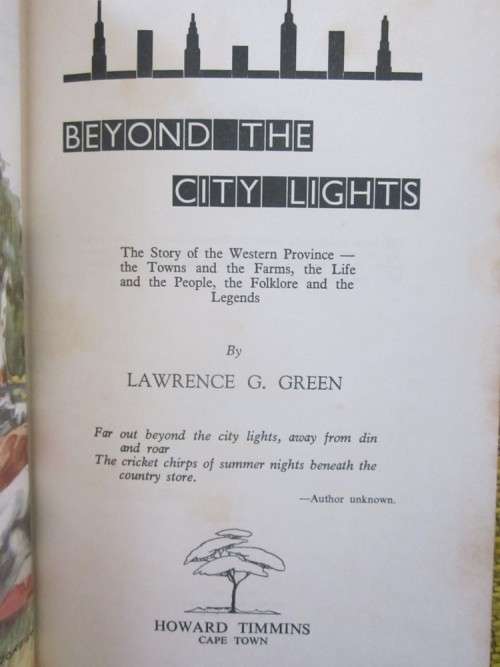 BEYOND THE
CITY LIGHTS
The Story of the Western Province —
the Towns and the Farms, the Life
and the People, the Folklore and the
Legends
By
LAWRENCE G. GREEN
Far out beyond the city lights, away from din
and roar
The cricket chirps of summer nights beneath the
country store.
—Author unknown.
HOWARD TIMMINS
CAPE TOWN